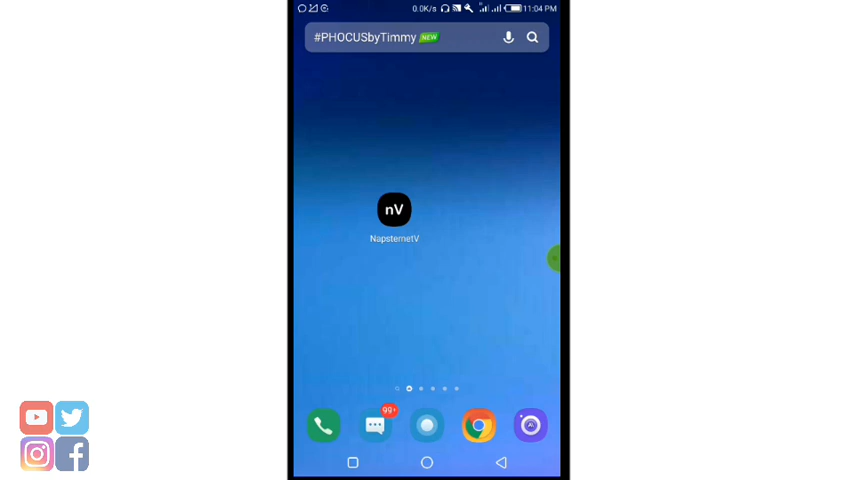 0.0K/s 11:04 PM
#PHOCUSbyTimmy NEW
nV
NapsternetV
99+